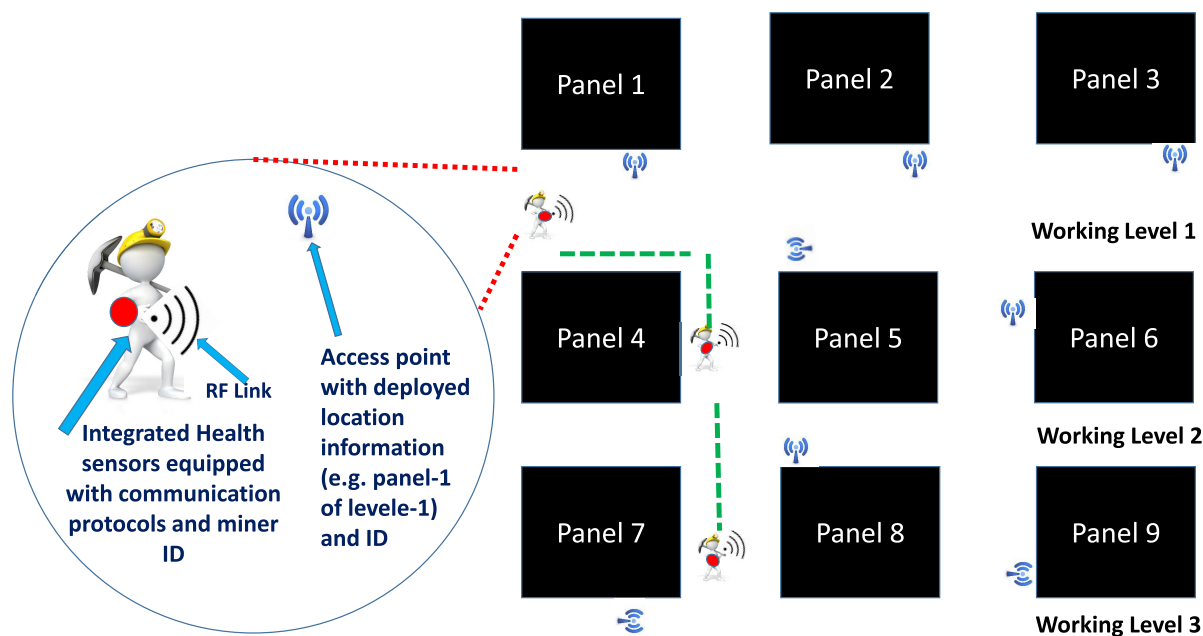 Panel 1
Panel 2
Panel 3
Working Level 1
RF Link
Integrated Health
sensors equipped
with communication
protocols and miner
ID
Access point
with deployed
location
information
(e.g. panel-1
of levele-1)
and ID
Panel 4
Panel 5
Panel 6
Working Level 2
Panel 7
Panel 8
Panel 9
Working Level 3